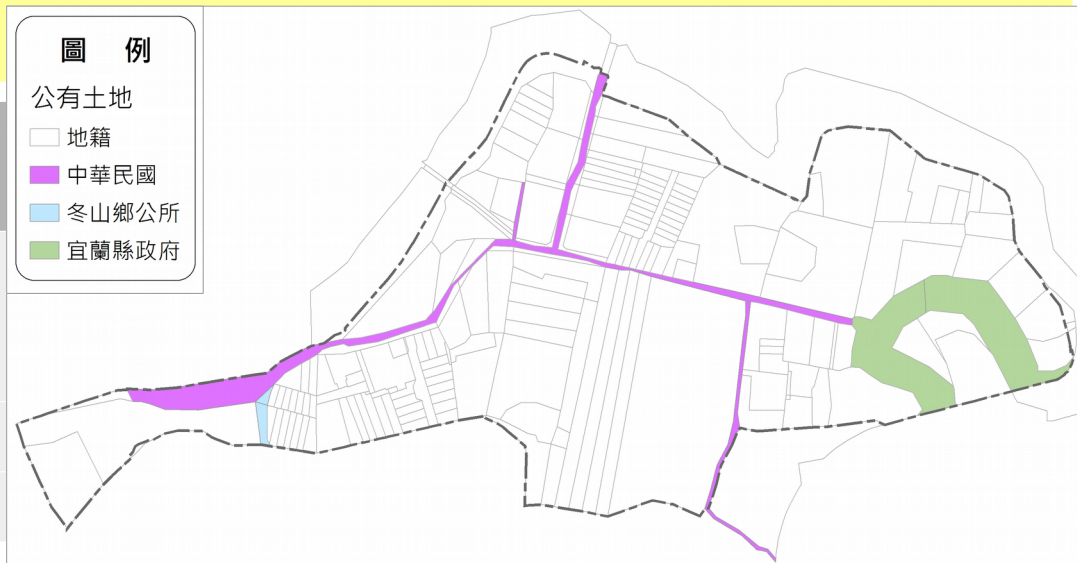 圖 例
公有土地
地籍
中華民國
冬山鄉公所
宜蘭縣政府